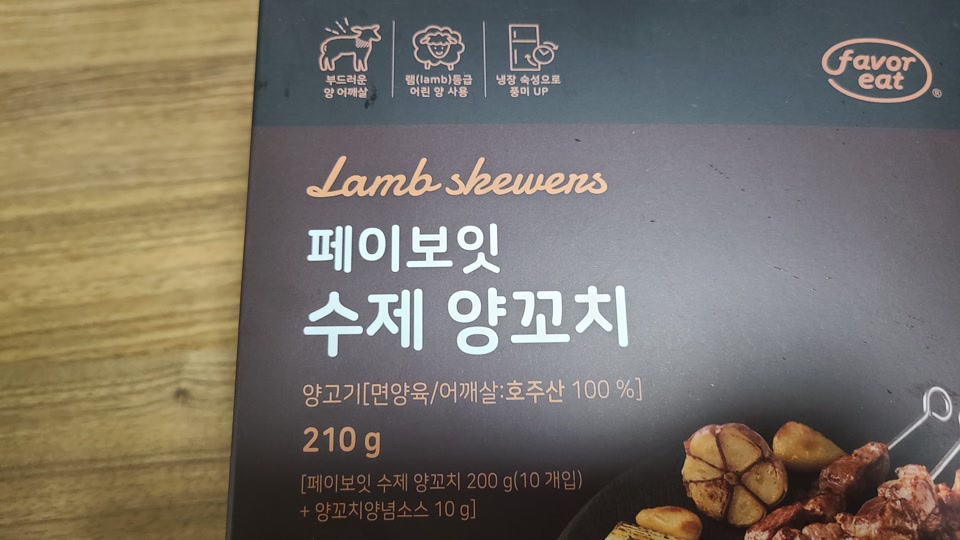 부드러운
양 어깨살
램(lamb)등급
어린 양 사용
냉장 숙성으로
풍미 UP
favor
eat
®
Lamb skewers
페이보잇
수제 양꼬치
양고기[면양육/어깨살:호주산 100 %]
210 g
[페이보잇 수제 양꼬치 200 g(10 개입)
+ 양꼬치양념소스 10 g]